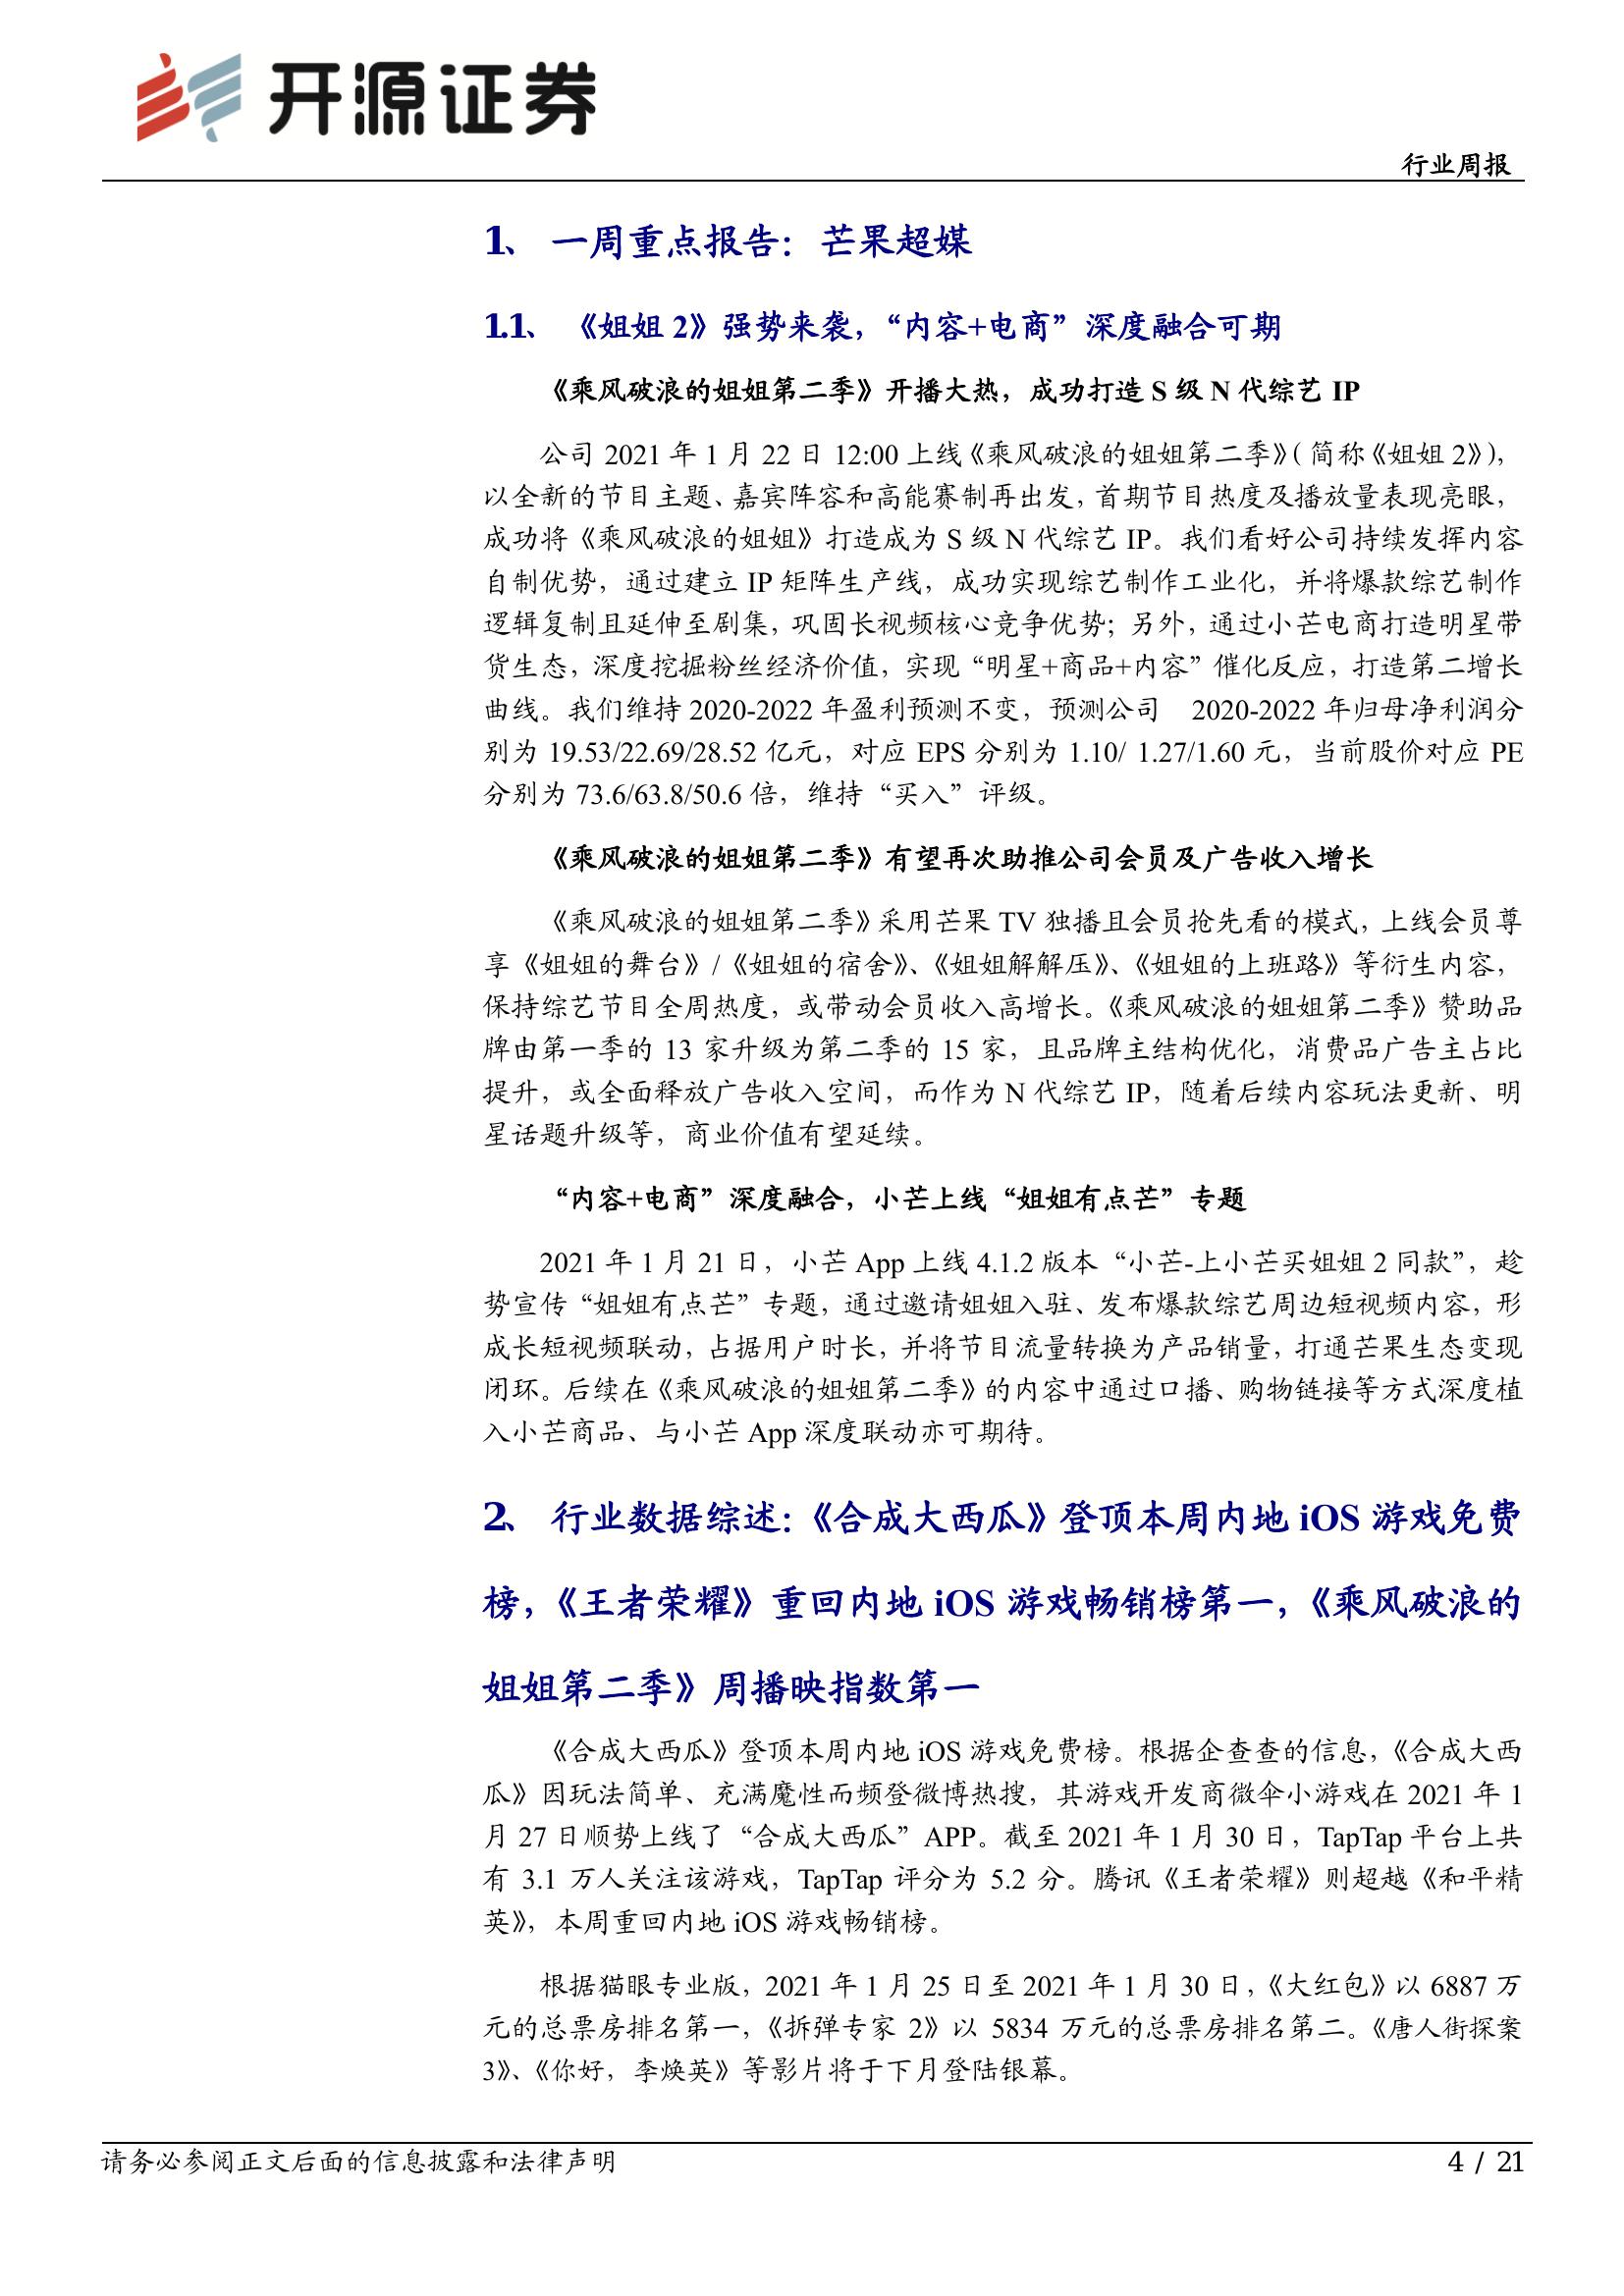 开源证券
行业周报
1、 一周重点报告：芒果超媒
1.1、 《姐姐 2》强势来袭，“内容+电商”深度融合可期
《乘风破浪的姐姐第二季》开播大热，成功打造 S 级 N 代综艺 IP
公司 2021 年 1 月 22 日 12:00 上线《乘风破浪的姐姐第二季》（简称《姐姐 2》），
以全新的节目主题、嘉宾阵容和高能赛制再出发，首期节目热度及播放量表现亮眼，
成功将《乘风破浪的姐姐》打造成为 S 级 N 代综艺 IP。我们看好公司持续发挥内容
自制优势，通过建立 IP 矩阵生产线，成功实现综艺制作工业化，并将爆款综艺制作
逻辑复制且延伸至剧集，巩固长视频核心竞争优势；另外，通过小芒电商打造明星带
货生态，深度挖掘粉丝经济价值，实现“明星+商品+内容”催化反应，打造第二增长
曲线。我们维持 2020-2022 年盈利预测不变，预测公司 2020-2022 年归母净利润分
别为 19.53/22.69/28.52 亿元，对应 EPS 分别为 1.10/ 1.27/1.60 元，当前股价对应 PE
分别为 73.6/63.8/50.6 倍，维持“买入”评级。
《乘风破浪的姐姐第二季》有望再次助推公司会员及广告收入增长
《乘风破浪的姐姐第二季》采用芒果 TV 独播且会员抢先看的模式，上线会员尊
享《姐姐的舞台》/《姐姐的宿舍》、《姐姐解解压》、《姐姐的上班路》等衍生内容，
保持综艺节目全周热度，或带动会员收入高增长。《乘风破浪的姐姐第二季》赞助品
牌由第一季的 13 家升级为第二季的 15 家，且品牌主结构优化，消费品广告主占比
提升，或全面释放广告收入空间，而作为 N 代综艺 IP，随着后续内容玩法更新、明
星话题升级等，商业价值有望延续。
“内容+电商”深度融合，小芒上线“姐姐有点芒”专题
2021 年 1 月 21 日，小芒 App 上线 4.1.2 版本“小芒-上小芒买姐姐 2 同款”，趁
势宣传“姐姐有点芒”专题，通过邀请姐姐入驻、发布爆款综艺周边短视频内容，形
成长短视频联动，占据用户时长，并将节目流量转换为产品销量，打通芒果生态变现
闭环。后续在《乘风破浪的姐姐第二季》的内容中通过口播、购物链接等方式深度植
入小芒商品、与小芒 App 深度联动亦可期待。
2、 行业数据综述：《合成大西瓜》登顶本周内地 iOS 游戏免费
榜，《王者荣耀》重回内地 iOS 游戏畅销榜第一，《乘风破浪的
姐姐第二季》周播映指数第一
《合成大西瓜》登顶本周内地 iOS 游戏免费榜。根据企查查的信息，《合成大西
瓜》因玩法简单、充满魔性而频登微博热搜，其游戏开发商微伞小游戏在 2021 年 1
月 27 日顺势上线了“合成大西瓜”APP。截至 2021 年 1 月 30 日，TapTap 平台上共
有 3.1 万人关注该游戏，TapTap 评分为 5.2 分。腾讯《王者荣耀》则超越《和平精
英》，本周重回内地 iOS 游戏畅销榜。
根据猫眼专业版，2021 年 1 月 25 日至 2021 年 1 月 30 日，《大红包》以 6887 万
元的总票房排名第一，《拆弹专家 2》以 5834 万元的总票房排名第二。《唐人街探案
3》、《你好，李焕英》等影片将于下月登陆银幕。
请务必参阅正文后面的信息披露和法律声明
4 / 21